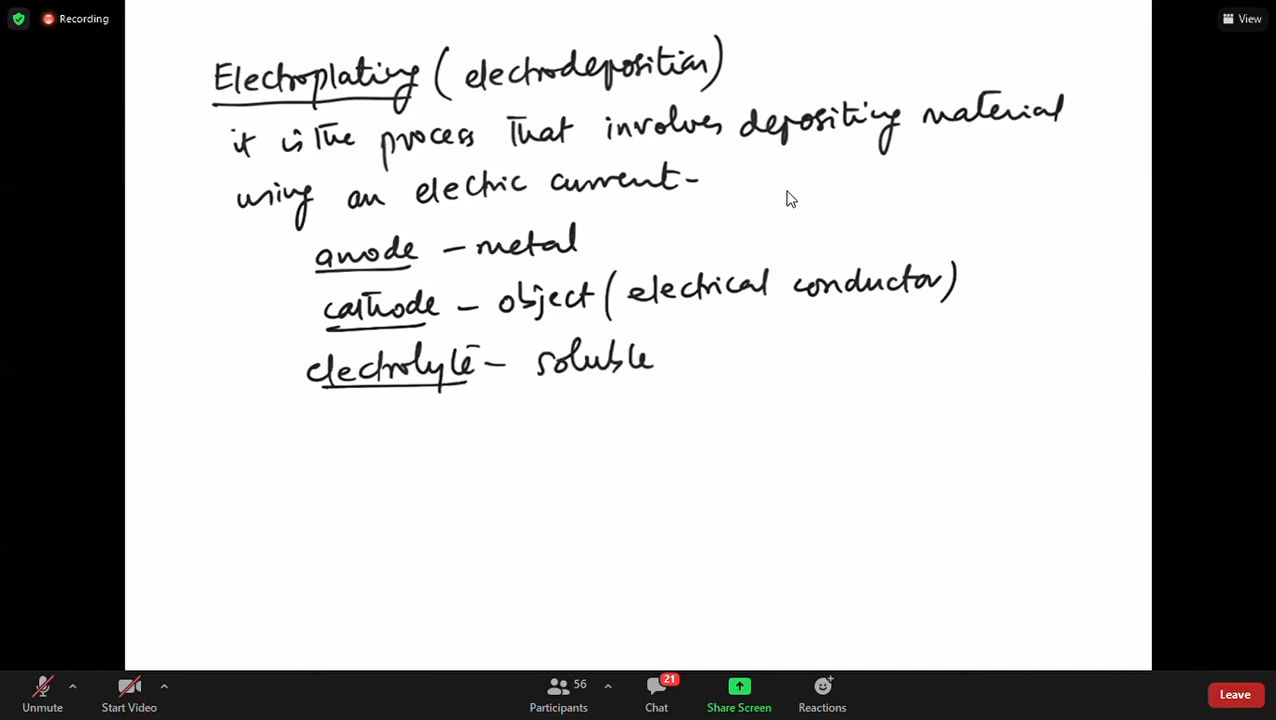 Recording
View
Electroplating (electrodeposition)
it is the process that involves depositing material
using an electric current-
anode - metal
cathode - object (electrical conductor)
electrolyte - soluble
Unmute
Start Video
56
Participants
21
Chat
Share Screen
Reactions
Leave